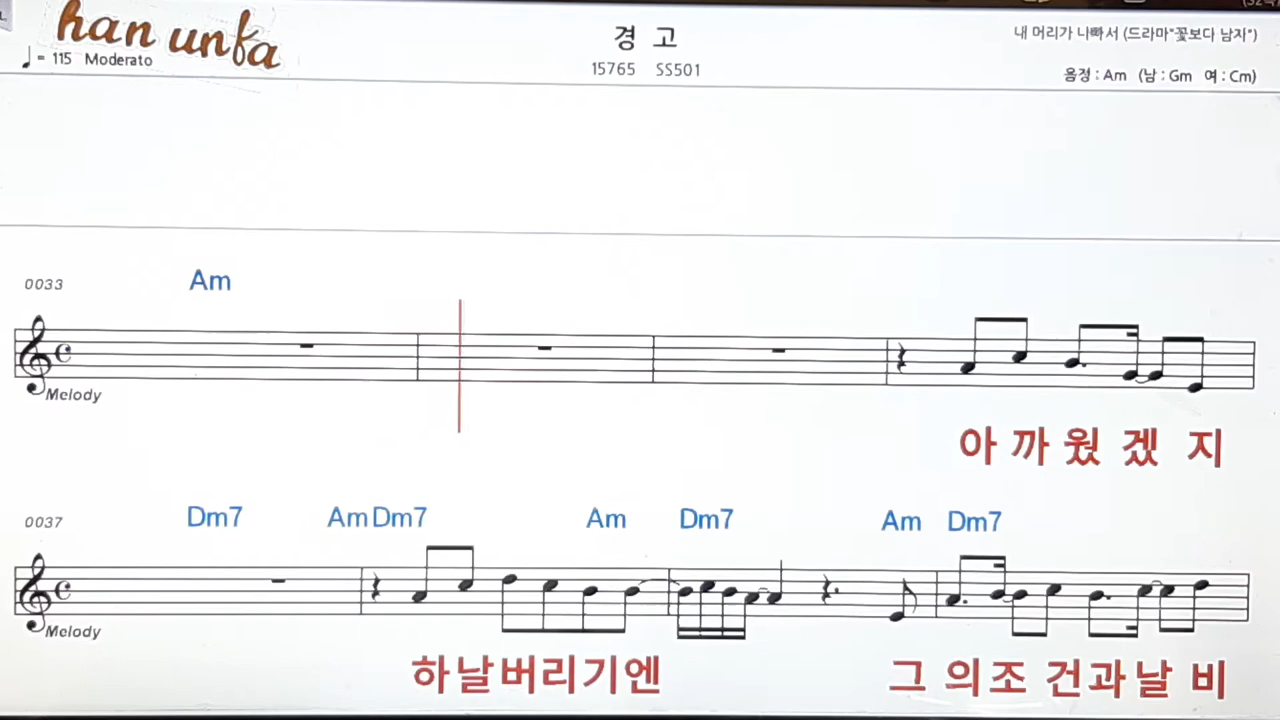 han unfa
♩ = 115 Moderato
경 고
15765 SS501
내 머리가 나빠서 (드라마"꽃보다 남자")
음정 : Am (남 : Gm 여 : Cm)
0033 Am
Melody
아 까 웠 겠 지
0037 Dm7 Am Dm7 Am Dm7 Am Dm7
Melody
하 날 버 리 기 엔 그 의 조 건 과 날 비